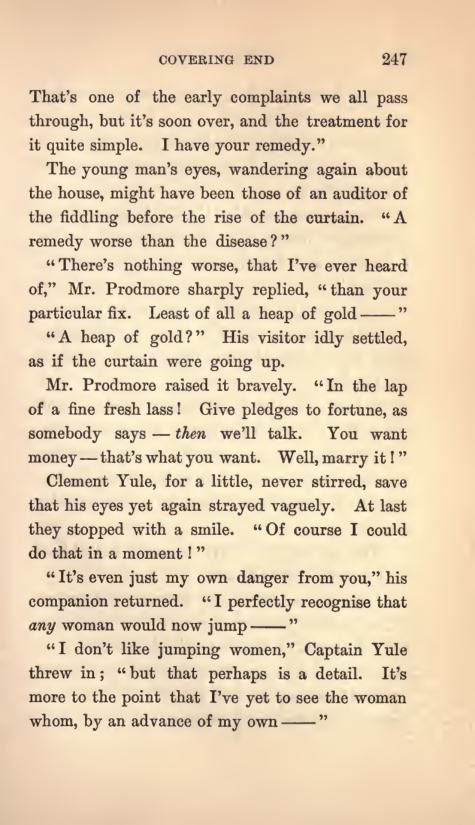 COVERING END 247
That's one of the early complaints we all pass
through, but it's soon over, and the treatment for
it quite simple. I have your remedy."
The young man's eyes, wandering again about
the house, might have been those of an auditor of
the fiddling before the rise of the curtain. "A
remedy worse than the disease?"
"There's nothing worse, that I've ever heard
of," Mr. Prodmore sharply replied, "than your
particular fix. Least of all a heap of gold——"
"A heap of gold?" His visitor idly settled,
as if the curtain were going up.
Mr. Prodmore raised it bravely. "In the lap
of a fine fresh lass! Give pledges to fortune, as
somebody says — then we'll talk. You want
money—that's what you want. Well, marry it!"
Clement Yule, for a little, never stirred, save
that his eyes yet again strayed vaguely. At last
they stopped with a smile. "Of course I could
do that in a moment!"
"It's even just my own danger from you," his
companion returned. "I perfectly recognise that
any woman would now jump——"
"I don't like jumping women," Captain Yule
threw in; "but that perhaps is a detail. It's
more to the point that I've yet to see the woman
whom, by an advance of my own——"